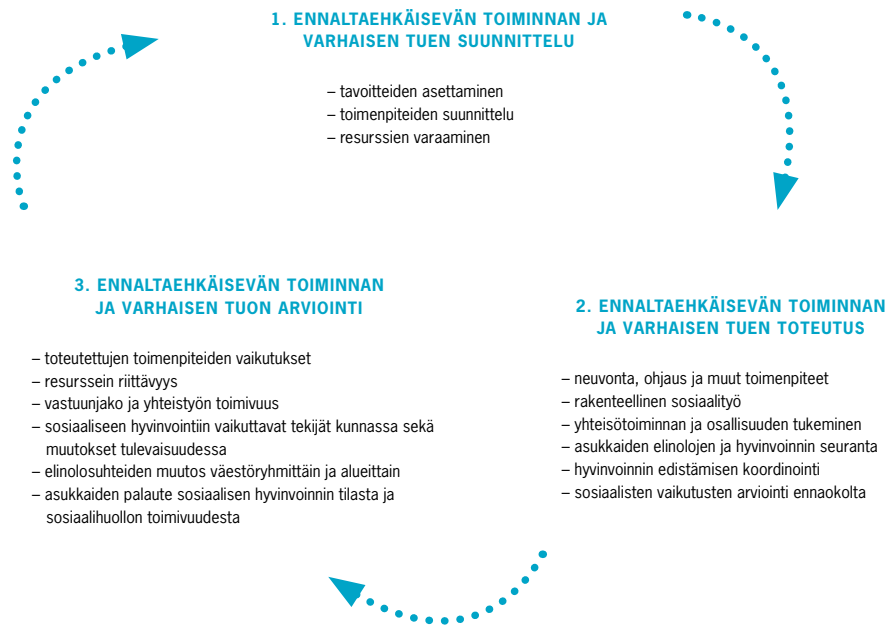 1. ENNALTAEHKÄISEVÄN TOIMINNAN JA
VARHAISEN TUEN SUUNNITTELU
– tavoitteiden asettaminen
– toimenpiteiden suunnittelu
– resurssien varaaminen
2. ENNALTAEHKÄISEVÄN TOIMINNAN
JA VARHAISEN TUEN TOTEUTUS
– neuvonta, ohjaus ja muut toimenpiteet
– rakenteellinen sosiaalityö
– yhteisötoiminnan ja osallisuuden tukeminen
– asukkaiden elinolojen ja hyvinvoinnin seuranta
– hyvinvoinnin edistämisen koordinointi
– sosiaalisten vaikutusten arviointi ennaokolta
3. ENNALTAEHKÄISEVÄN TOIMINNAN
JA VARHAISEN TUON ARVIOINTI
– toteutettujen toimenpiteiden vaikutukset
– resurssein riittävyys
– vastuunjako ja yhteistyön toimivuus
– sosiaaliseen hyvinvointiin vaikuttavat tekijät kunnassa sekä
muutokset tulevaisuudessa
– elinolosuhteiden muutos väestöryhmittäin ja alueittain
– asukkaiden palaute sosiaalisen hyvinvoinnin tilasta ja
sosiaalihuollon toimivuudesta